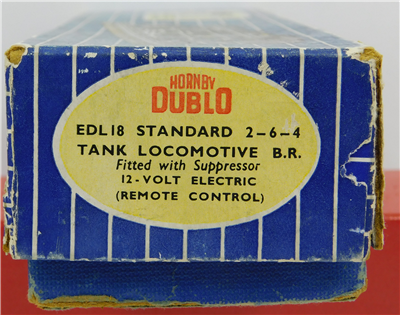 HORNBY
DUBLO
EDL18 STANDARD 2-6-4
TANK LOCOMOTIVE B.R.
Fitted with Suppressor
12-VOLT ELECTRIC
(REMOTE CONTROL)